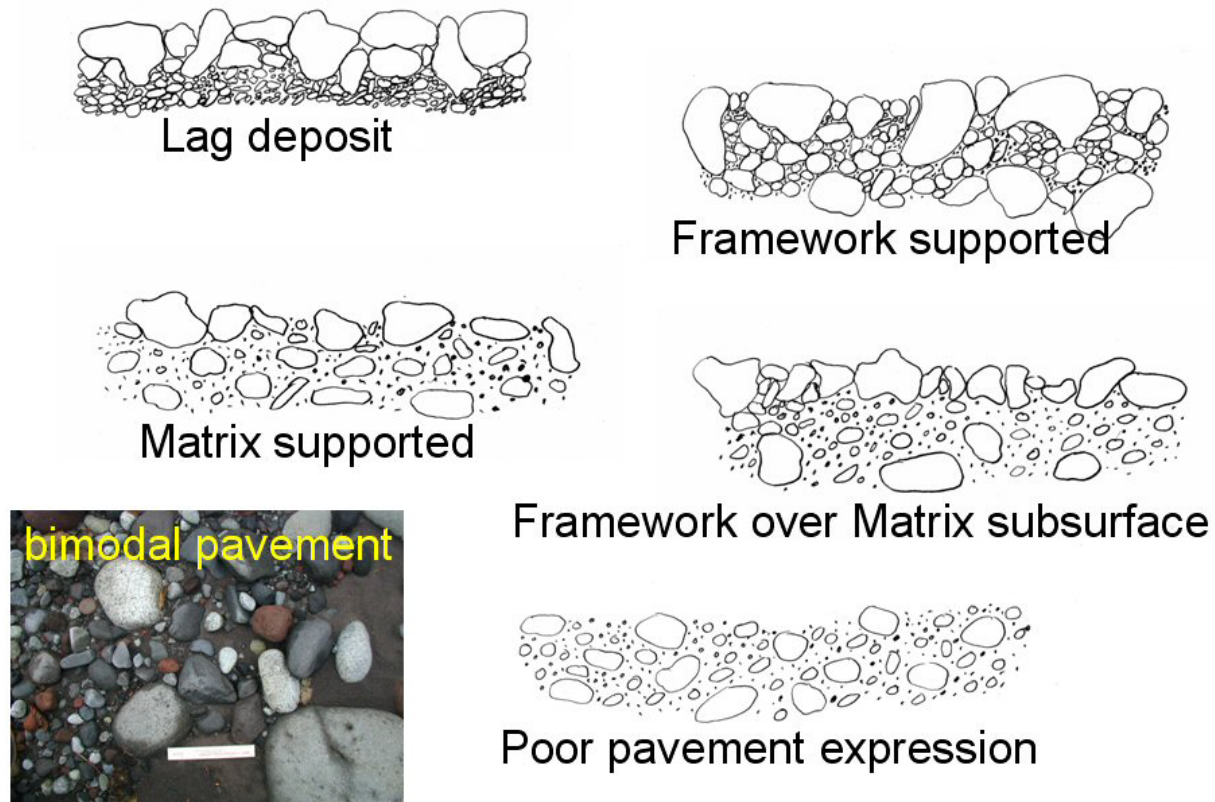 Lag deposit
Framework supported
Matrix supported
Framework over Matrix subsurface
bimodal pavement
Poor pavement expression